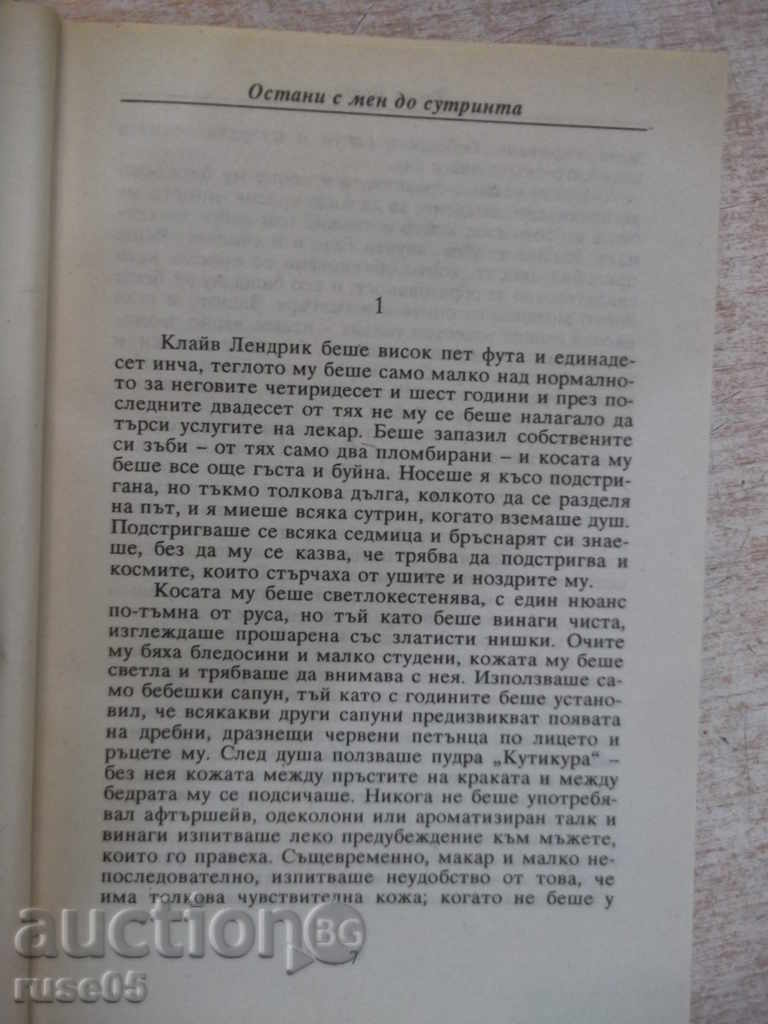 Остани с мен до сутринта
1
Клайв Лендрик беше висок пет фута и единаде-
сет инча, теглото му беше само малко над нормално-
то за неговите четиридесет и шест години и през по-
следните двадесет от тях не му се беше налагало да
търси услугите на лекар. Беше запазил собствените
си зъби – от тях само два пломбирани – и косата му
беше все още гъста и буйна. Носеше я късо подстри-
гана, но тъкмо толкова дълга, колкото да се разделя
на път, и я миеше всяка сутрин, когато вземаше душ.
Подстригваше се всяка седмица и бръснарят си знае-
ше, без да му се казва, че трябва да подстригва и
космите, които стърчаха от ушите и ноздрите му.
Косата му беше светлокестенява, с един нюанс
по-тъмна от руса, но тъй като беше винаги чиста,
изглеждаше прошарена със златисти нишки. Очите
му бяха бледосини и малко студени, кожата му беше
светла и трябваше да внимава с нея. Използваше са-
мо бебешки сапун, тъй като с годините беше устано-
вил, че всякакви други сапуни предизвикват появата
на дребни, дразнещи червени петънца по лицето и
ръцете му. След душа ползваше пудра „Кутикура“ –
без нея кожата между пръстите на краката и между
бедрата му се подсичаше. Никога не беше употребя-
вал афтършейв, одеколони или ароматизиран талк и
винаги изпитваше леко предубеждение към мъжете,
които го правеха. Същевременно, макар и малко не-
последователно, изпитваше неудобство от това, че
има толкова чувствителна кожа; когато не беше у
auction BG
7
ruse05